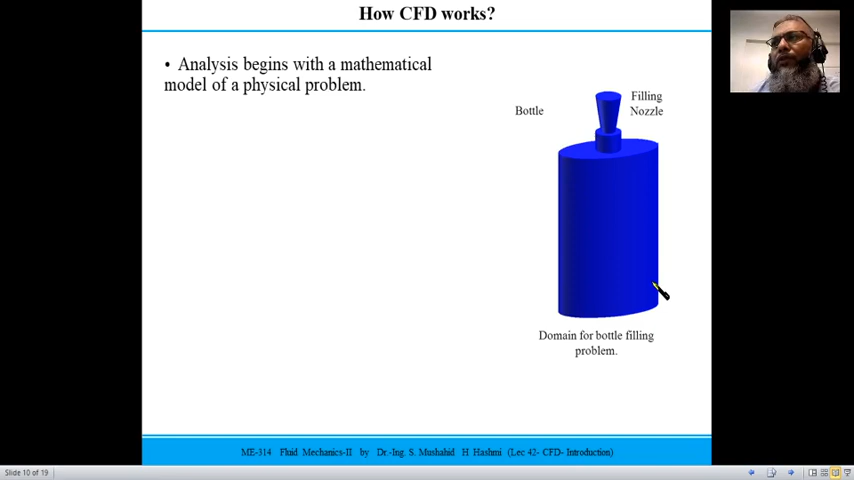 How CFD works?
• Analysis begins with a mathematical
model of a physical problem.
Bottle
Filling
Nozzle
Domain for bottle filling
problem.
ME-314 Fluid Mechanics-II by Dr.-Ing. S. Mushahid H Hashmi (Lec 42- CFD- Introduction)
Slide 10 of 19